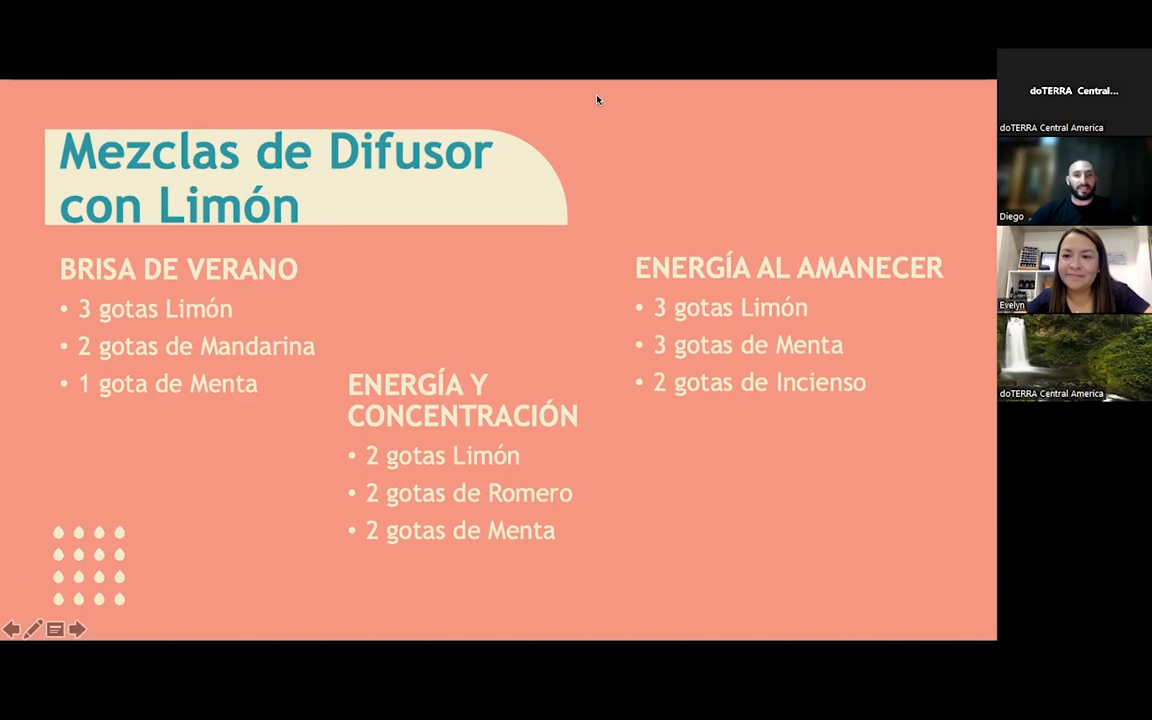 Mezclas de Difusor
con Limón
BRISA DE VERANO
• 3 gotas Limón
• 2 gotas de Mandarina
• 1 gota de Menta
ENERGÍA Y
CONCENTRACIÓN
• 2 gotas Limón
• 2 gotas de Romero
• 2 gotas de Menta
ENERGÍA AL AMANECER
• 3 gotas Limón
• 3 gotas de Menta
• 2 gotas de Incienso
doTERRA Central...
doTERRA Central America
Diego
Evelyn
doTERRA Central America